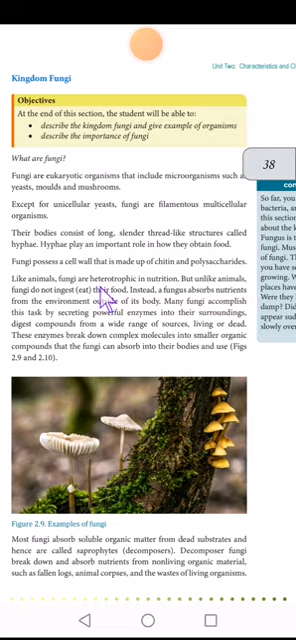 Unit Two: Characteristics and Cl
Kingdom Fungi
Objectives
At the end of this section, the student will be able to:
• describe the kingdom fungi and give example of organisms
• describe the importance of fungi
What are fungi?
Fungi are eukaryotic organisms that include microorganisms such a
yeasts, moulds and mushrooms.
Except for unicellular yeasts, fungi are filamentous multicellular
organisms.
Their bodies consist of long, slender thread-like structures called
hyphae. Hyphae play an important role in how they obtain food.
Fungi possess a cell wall that is made up of chitin and polysaccharides.
Like animals, fungi are heterotrophic in nutrition. But unlike animals,
fungi do not ingest (eat) their food. Instead, a fungus absorbs nutrients
from the environment of its body. Many fungi accomplish
this task by secreting powerful enzymes into their surroundings,
digest compounds from a wide range of sources, living or dead.
These enzymes break down complex molecules into smaller organic
compounds that the fungi can absorb into their bodies and use (Figs
2.9 and 2.10).
Figure 2.9. Examples of fungi
Most fungi absorb soluble organic matter from dead substrates and
hence are called saprophytes (decomposers). Decomposer fungi
break down and absorb nutrients from nonliving organic material,
such as fallen logs, animal corpses, and the wastes of living organisms.
38
con
So far, you
bacteria, ar
this section
about the k
Fungus is t
fungi. Mus
of fungi. Th
you have s
growing. W
places have
Were they
damp? Did
appear sud
slowly over